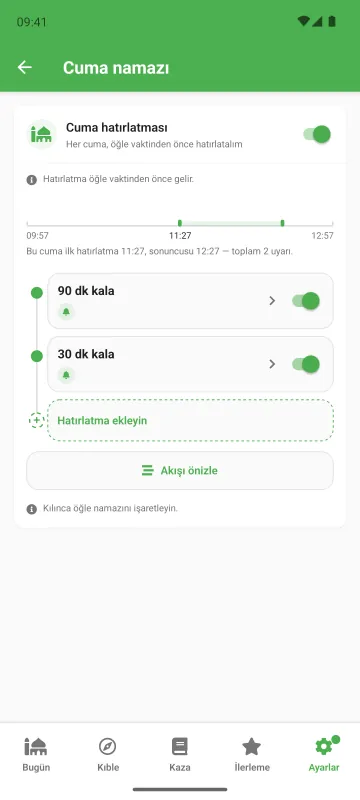 09:41
Cuma namazı
Cuma hatırlatması
Her cuma, öğle vaktinden önce hatırlatalım
Hatırlatma öğle vaktinden önce gelir.
09:57 11:27 12:57
Bu cuma ilk hatırlatma 11:27, sonuncusu 12:27 — toplam 2 uyarı.
90 dk kala
30 dk kala
Hatırlatma ekleyin
Akışı önizle
Kılınca öğle namazını işaretleyin.
Bugün Kıble Kaza İlerleme Ayarlar